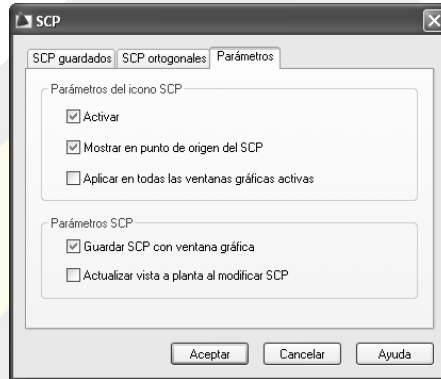 SCP
SCP guardados SCP ortogonales Parámetros
Parámetros del icono SCP
Activar
Mostrar en punto de origen del SCP
Aplicar en todas las ventanas gráficas activas
Parámetros SCP
Guardar SCP con ventana gráfica
Actualizar vista a planta al modificar SCP
Aceptar Cancelar Ayuda